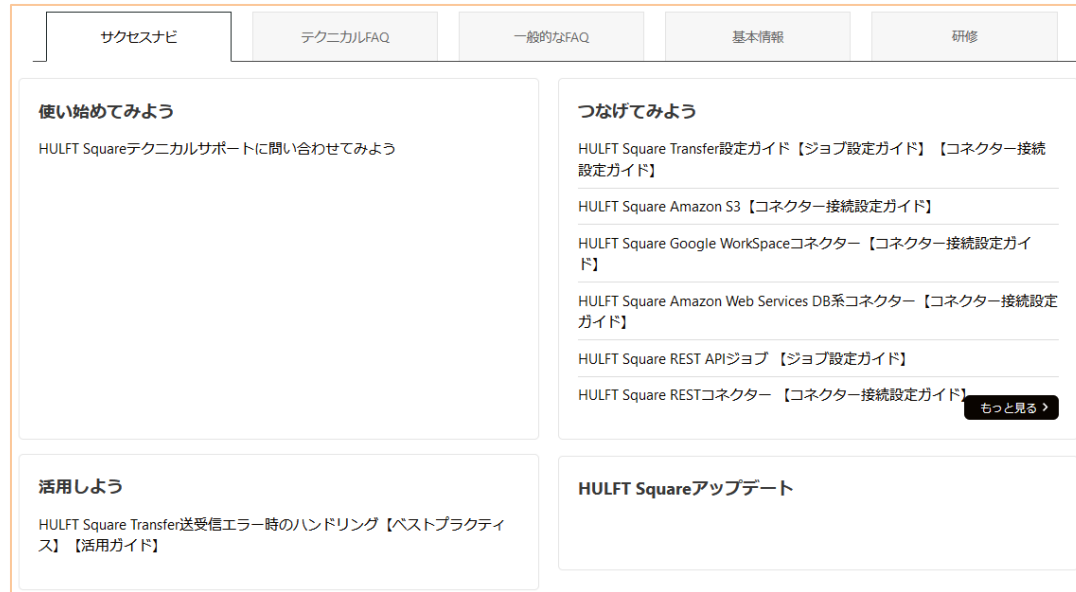 サクセスナビ
テクニカルFAQ
一般的なFAQ
基本情報
研修
使い始めてみよう
HULFT Squareテクニカルサポートに問い合わせてみよう
つなげてみよう
HULFT Square Transfer設定ガイド【ジョブ設定ガイド】【コネクター接続
設定ガイド】
HULFT Square Amazon S3【コネクター接続設定ガイド】
HULFT Square Google WorkSpaceコネクター【コネクター接続設定ガイ
ド】
HULFT Square Amazon Web Services DB系コネクター【コネクター接続設定
ガイド】
HULFT Square REST APIジョブ 【ジョブ設定ガイド】
HULFT Square RESTコネクター 【コネクター接続設定ガイド】
もっと見る >
活用しよう
HULFT Square Transfer送受信エラー時のハンドリング【ベストプラクティ
ス】【活用ガイド】
HULFT Squareアップデート